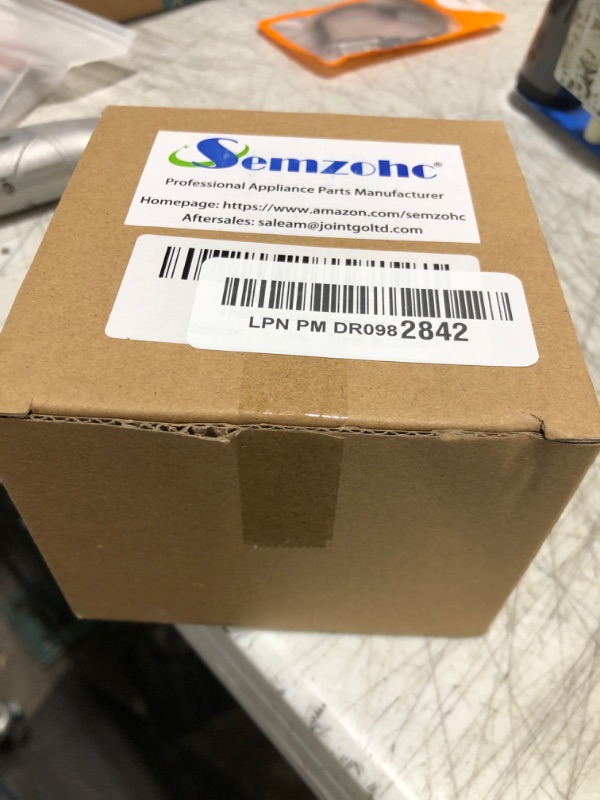 Semzohc®
Professional Appliance Parts Manufacturer
Homepage: https://www.amazon.com/semzohc
Aftersales: saleam@jointgoltd.com
LPN PM DR0982842